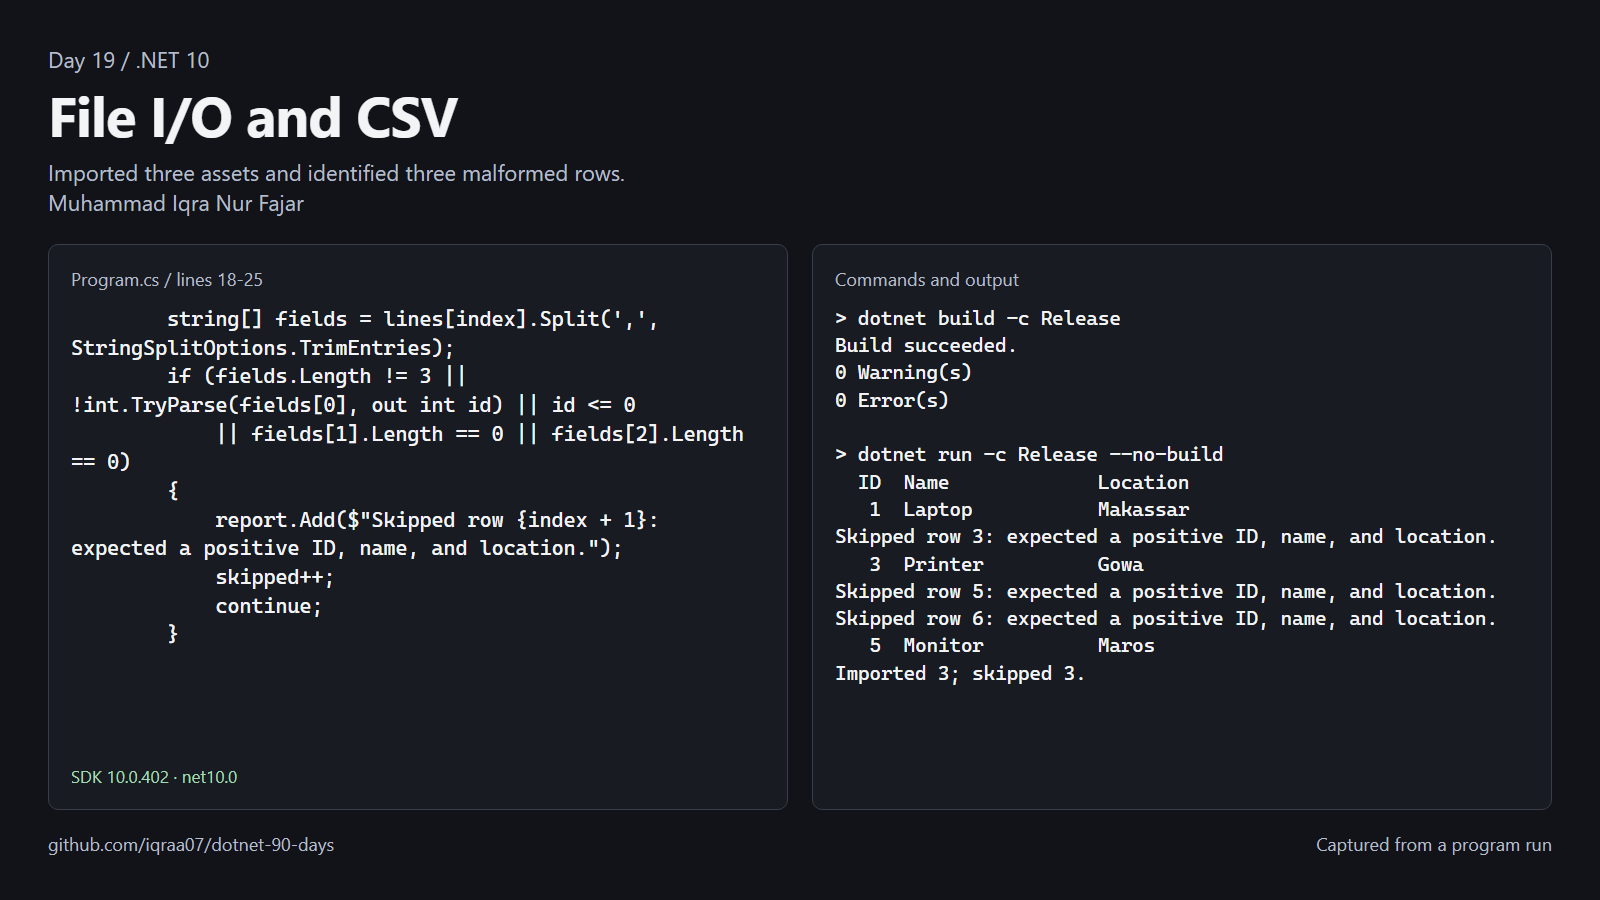 Day 19 / .NET 10
File I/O and CSV
Imported three assets and identified three malformed rows.
Muhammad Iqra Nur Fajar
Program.cs / lines 18-25
string[] fields = lines[index].Split(',',
StringSplitOptions.TrimEntries);
if (fields.Length != 3 ||
!int.TryParse(fields[0], out int id) || id <= 0
|| fields[1].Length == 0 || fields[2].Length
== 0)
{
report.Add($"Skipped row {index + 1}:
expected a positive ID, name, and location.");
skipped++;
continue;
}
SDK 10.0.402 · net10.0
Commands and output
> dotnet build -c Release
Build succeeded.
0 Warning(s)
0 Error(s)
> dotnet run -c Release --no-build
ID Name Location
1 Laptop Makassar
Skipped row 3: expected a positive ID, name, and location.
3 Printer Gowa
Skipped row 5: expected a positive ID, name, and location.
Skipped row 6: expected a positive ID, name, and location.
5 Monitor Maros
Imported 3; skipped 3.
github.com/iqraa07/dotnet-90-days
Captured from a program run